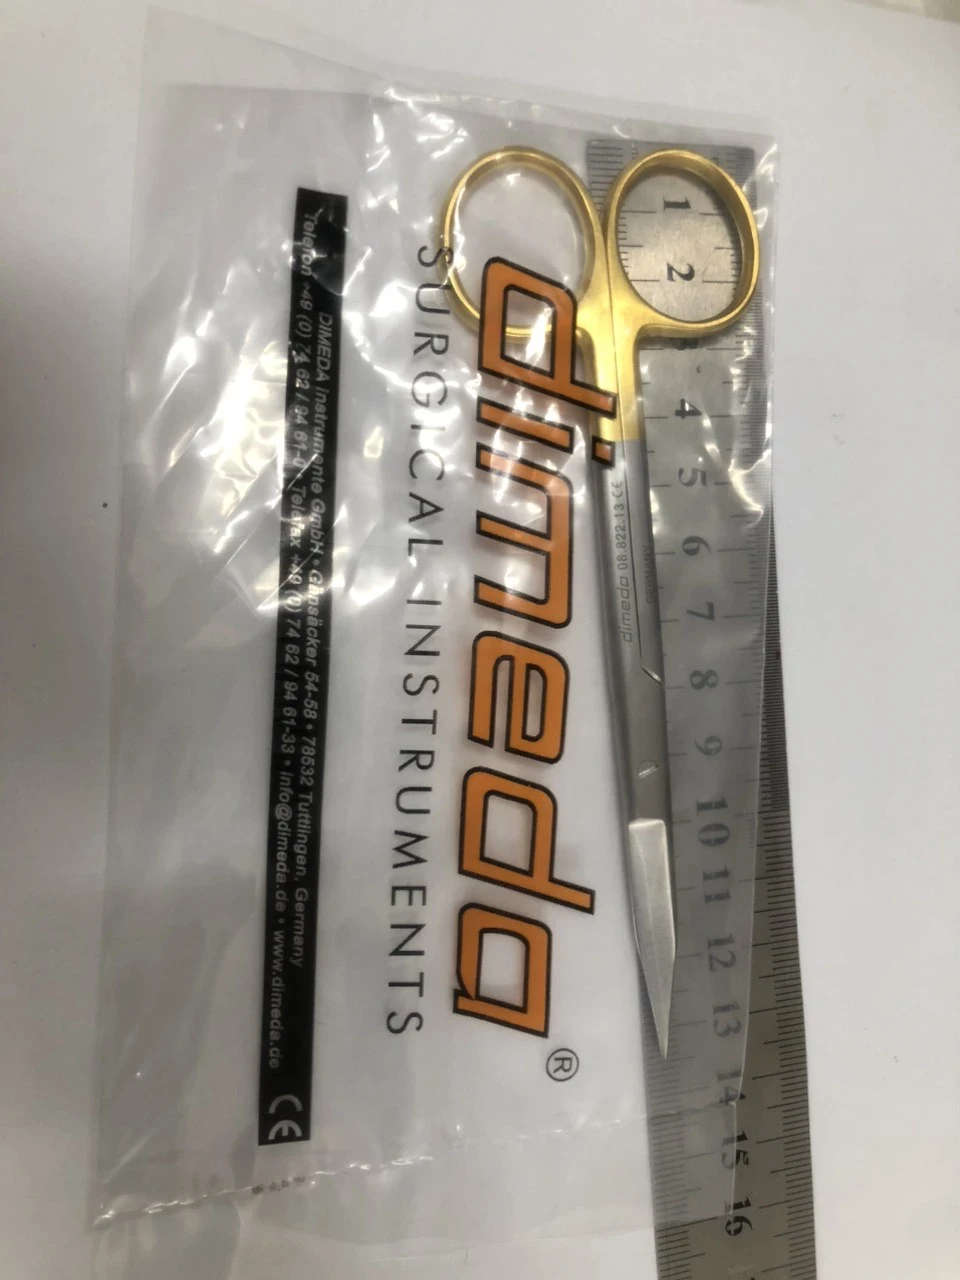 dimeda®
SURGICAL INSTRUMENTS
DIMEDA Instrumente GmbH • Gänsäcker 54-58 • 78532 Tuttlingen, Germany
Telefon +49 (0) 74 62 / 94 61-0 • Telefax +49 (0) 74 62 / 94 61-33 • info@dimeda.de • www.dimeda.de
CE
dimeda 08.822.13 CE
GERMANY
1
2
3
4
5
6
7
8
9
10
11
12
13
14
15
16